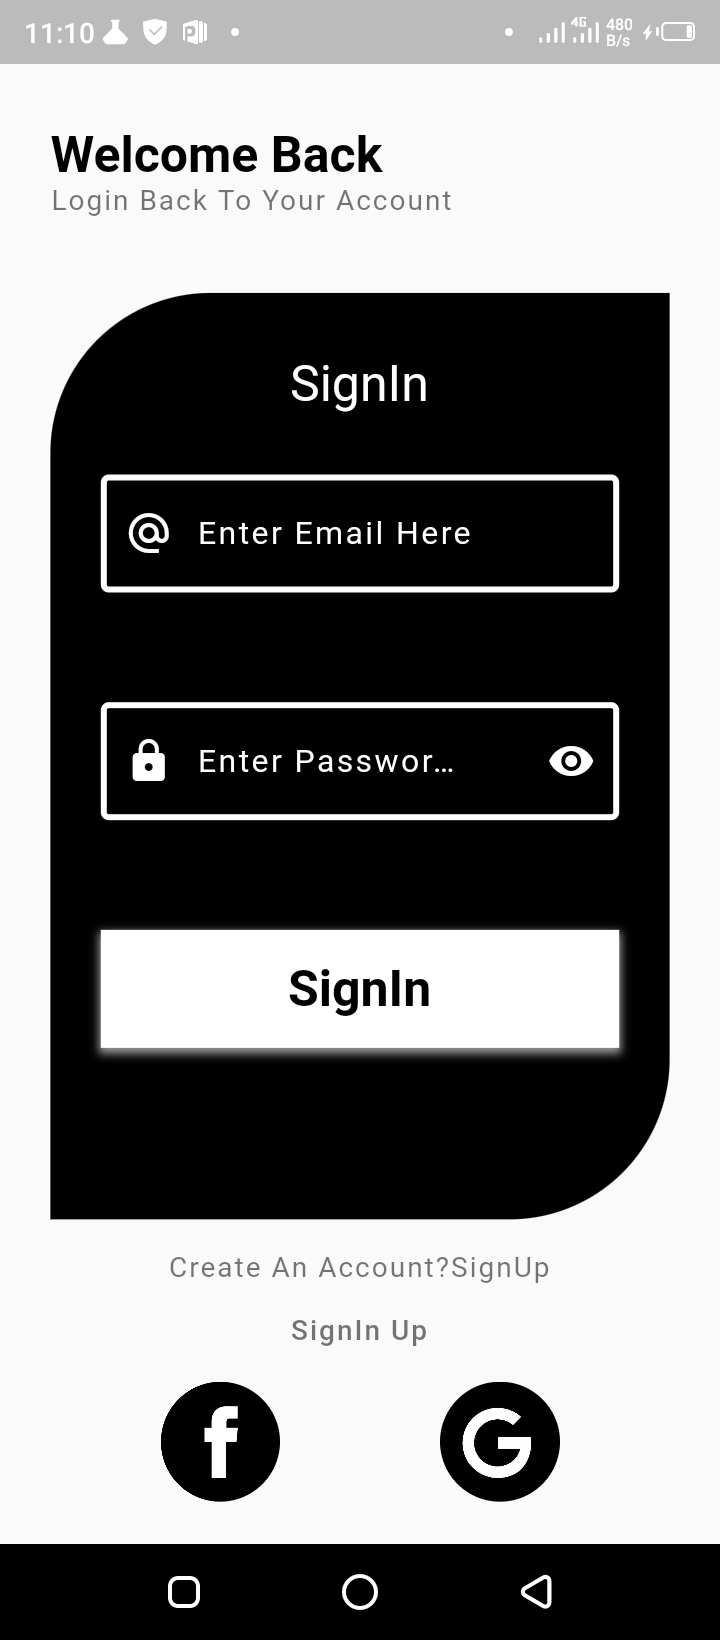 11:10 4G 480 B/s
Welcome Back
Login Back To Your Account
SignIn
Enter Email Here
Enter Passwor...
SignIn
Create An Account?SignUp
SignIn Up